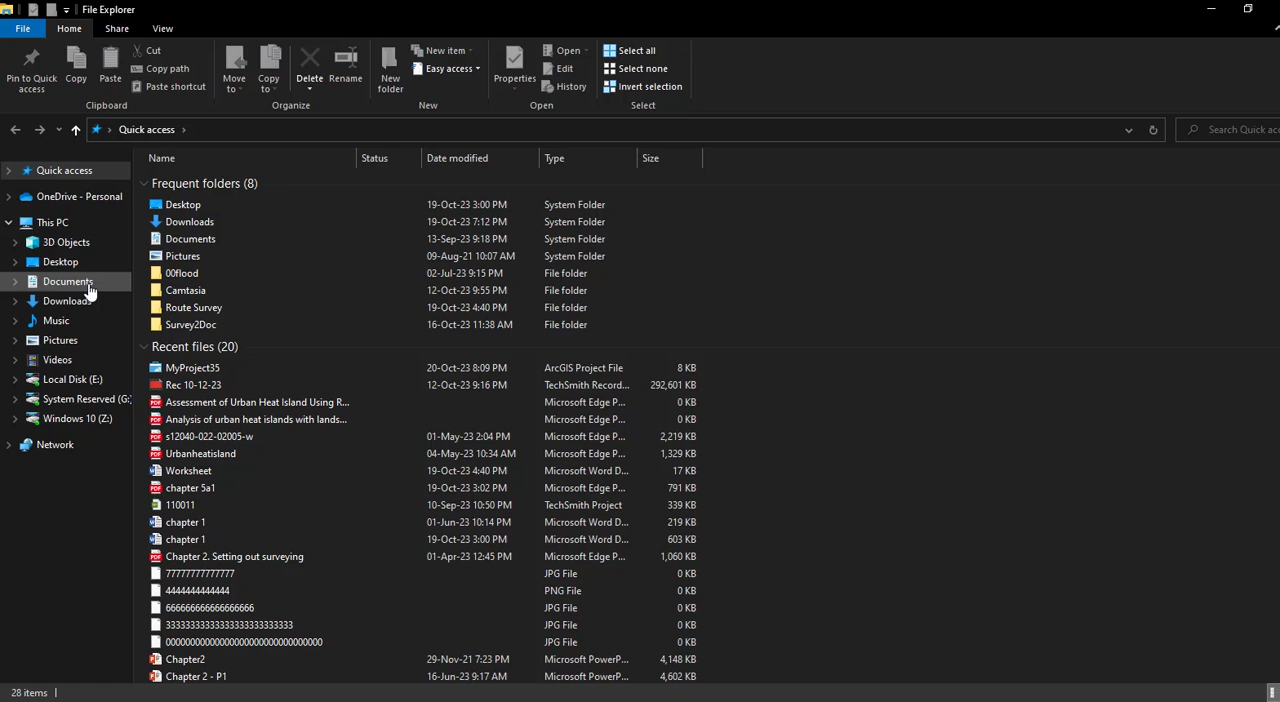 File Explorer
File Home Share View
Pin to Quick access
Copy
Paste
Cut
Copy path
Paste shortcut
Clipboard
Move to
Copy to
Delete
Rename
Organize
New folder
New item
Easy access
New
Properties
Open
Edit
History
Open
Select all
Select none
Invert selection
Select
Quick access
Search Quick ac
Quick access
OneDrive - Personal
This PC
3D Objects
Desktop
Documents
Downloads
Music
Pictures
Videos
Local Disk (E:)
System Reserved (G:
Windows 10 (Z:)
Network
Name Status Date modified Type Size
Frequent folders (8)
Desktop 19-Oct-23 3:00 PM System Folder
Downloads 19-Oct-23 7:12 PM System Folder
Documents 13-Sep-23 9:18 PM System Folder
Pictures 09-Aug-21 10:07 AM System Folder
00flood 02-Jul-23 9:15 PM File folder
Camtasia 12-Oct-23 9:55 PM File folder
Route Survey 19-Oct-23 4:40 PM File folder
Survey2Doc 16-Oct-23 11:38 AM File folder
Recent files (20)
MyProject35 20-Oct-23 8:09 PM ArcGIS Project File 8 KB
Rec 10-12-23 12-Oct-23 9:16 PM TechSmith Record... 292,601 KB
Assessment of Urban Heat Island Using R... Microsoft Edge P... 0 KB
Analysis of urban heat islands with lands... Microsoft Edge P... 0 KB
s12040-022-02005-w 01-May-23 2:04 PM Microsoft Edge P... 2,219 KB
Urbanheatisland 04-May-23 10:34 AM Microsoft Edge P... 1,329 KB
Worksheet 19-Oct-23 4:40 PM Microsoft Word D... 17 KB
chapter 5a1 19-Oct-23 3:02 PM Microsoft Edge P... 791 KB
110011 10-Sep-23 10:50 PM TechSmith Project 339 KB
chapter 1 01-Jun-23 10:14 PM Microsoft Word D... 219 KB
chapter 1 19-Oct-23 3:00 PM Microsoft Word D... 603 KB
Chapter 2. Setting out surveying 01-Apr-23 12:45 PM Microsoft Edge P... 1,060 KB
77777777777777 JPG File 0 KB
4444444444444 PNG File 0 KB
666666666666666 JPG File 0 KB
33333333333333333333333333 JPG File 0 KB
00000000000000000000000000000 JPG File 0 KB
Chapter2 29-Nov-21 7:23 PM Microsoft PowerP... 4,148 KB
Chapter 2 - P1 16-Jun-23 9:17 AM Microsoft PowerP... 4,602 KB
28 items